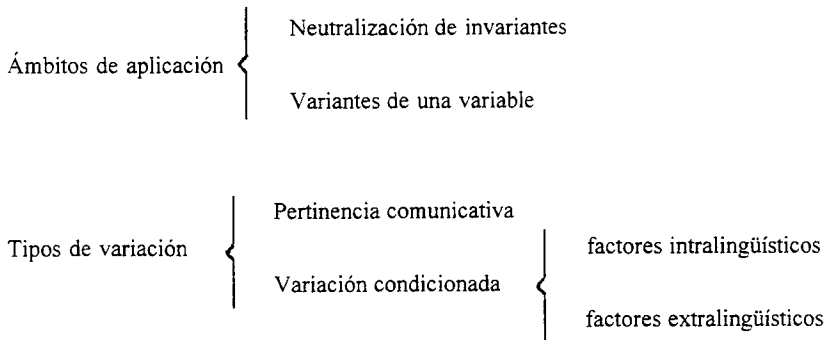 Neutralización de invariantes
Ámbitos de aplicación
Variantes de una variable
Pertinencia comunicativa
Tipos de variación
factores intralingüísticos
Variación condicionada
factores extralingüísticos